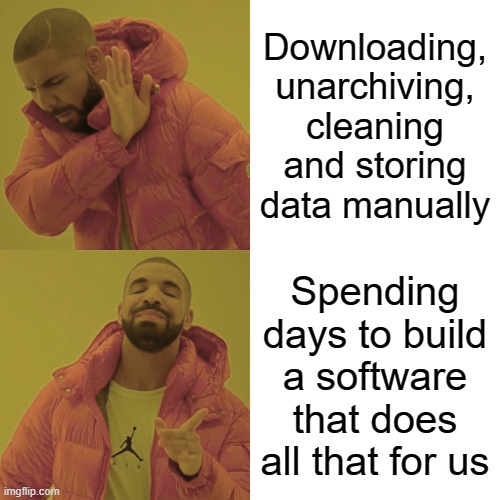 Downloading,
unarchiving,
cleaning
and storing
data manually
Spending
days to build
a software
that does
all that for us
imgflip.com